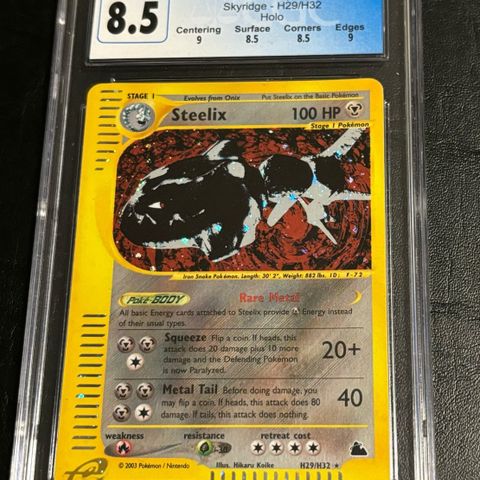 8.5
Skyridge - H29/H32
Holo
Centering Surface Corners Edges
9 8.5 8.5 9
STAGE 1 Evolves from Onix Put Steelix on the Basic Pokémon
Steelix 100 HP
Stage 1 Pokémon
Iron Snake Pokémon. Length: 30' 2", Weight: 882 lbs. ID: F-72
Poké-BODY Rare Metal
All basic Energy cards attached to Steelix provide Energy instead
of their usual types.
Squeeze Flip a coin. If heads, this
attack does 20 damage plus 10 more
damage and the Defending Pokémon
is now Paralyzed.
20+
Metal Tail Before doing damage, you
may flip a coin. If heads, this attack does 80
damage. If tails, this attack does nothing.
40
weakness resistance retreat cost
-30
© 2003 Pokémon / Nintendo Illus. Hikaru Koike H29/H32 ★